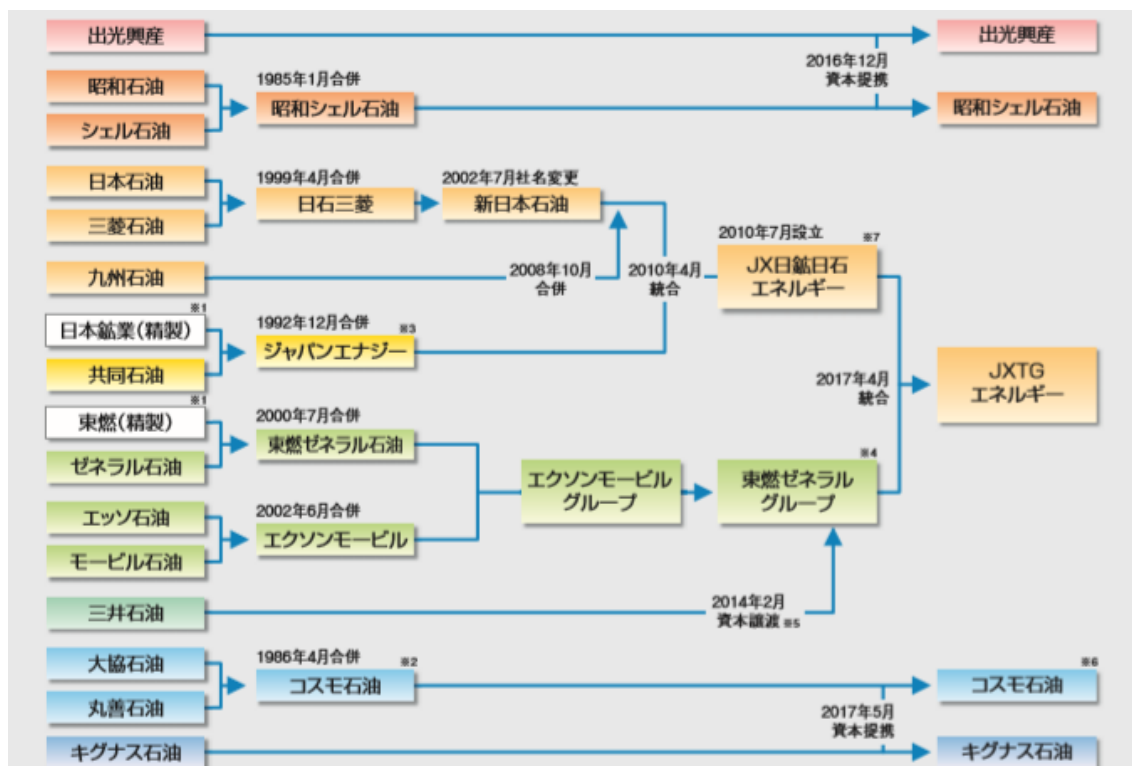 出光興産
出光興産
2016年12月
資本提携
昭和石油
1985年1月合併
昭和シェル石油
昭和シェル石油
シェル石油
日本石油
1999年4月合併
2002年7月社名変更
日石三菱
新日本石油
三菱石油
2010年7月設立
※7
九州石油
2008年10月
合併
2010年4月
統合
JX日鉱日石
エネルギー
※1
日本鉱業(精製)
1992年12月合併
※3
ジャパンエナジー
共同石油
2017年4月
統合
JXTG
エネルギー
※1
東燃(精製)
2000年7月合併
東燃ゼネラル石油
ゼネラル石油
エクソンモービル
グループ
※4
東燃ゼネラル
グループ
エッソ石油
2002年6月合併
エクソンモービル
モービル石油
三井石油
2014年2月
資本譲渡 ※5
大協石油
1986年4月合併
※2
コスモ石油
※6
コスモ石油
丸善石油
2017年5月
資本提携
キグナス石油
キグナス石油